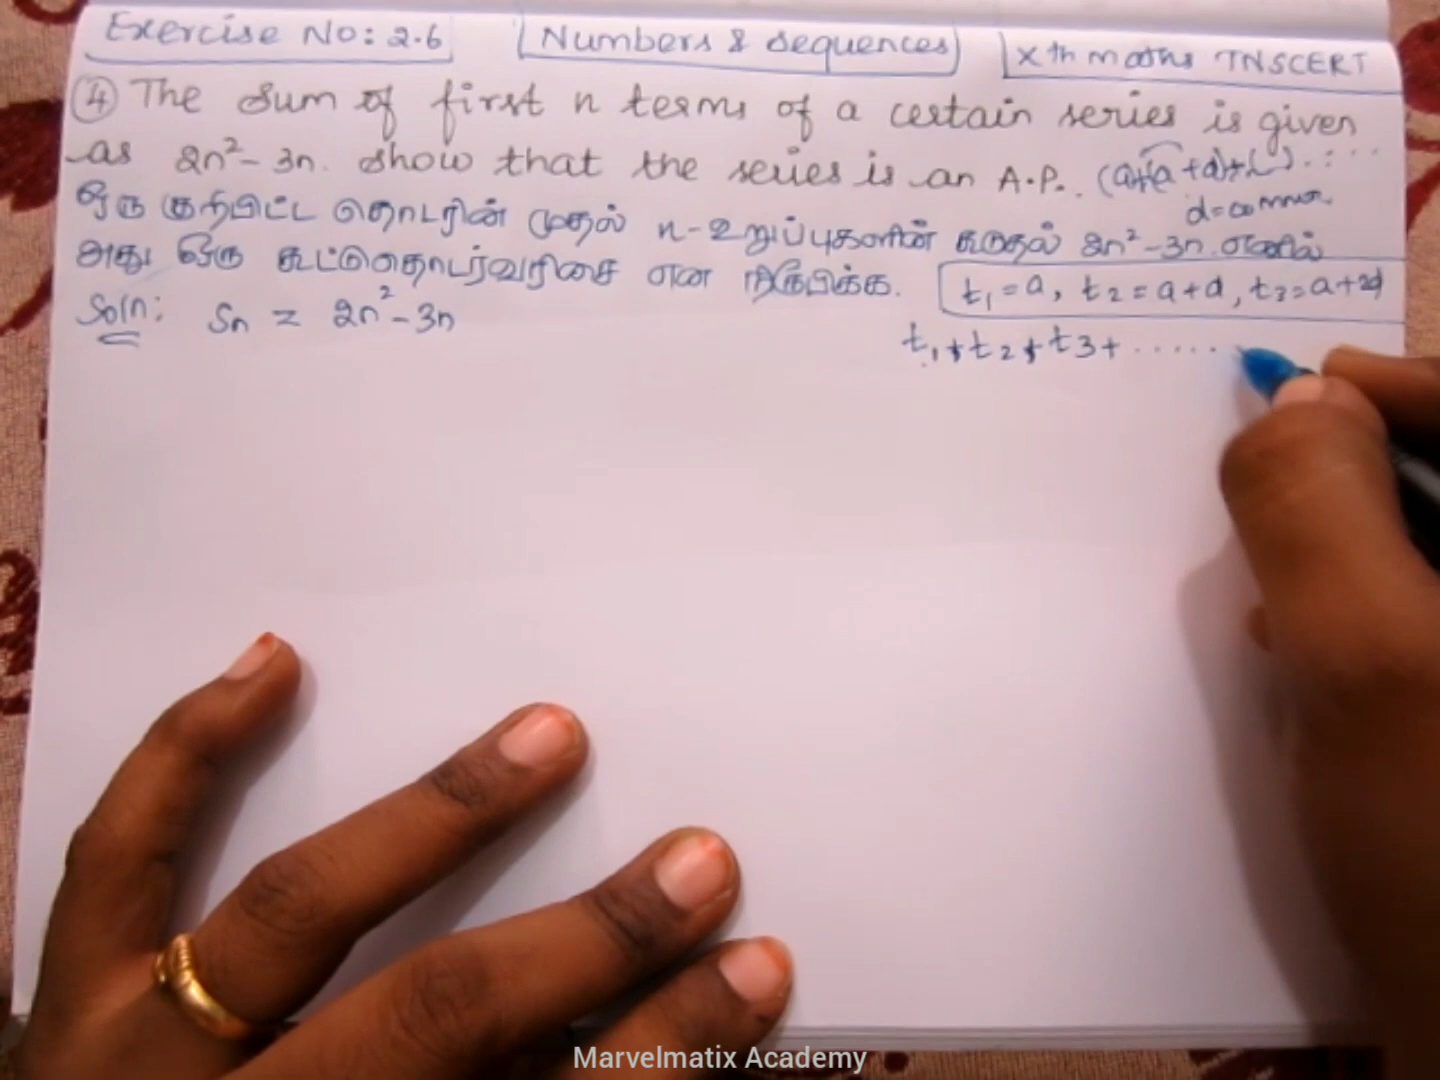 Exercise No: 2.6 Numbers & Sequences Xth maths TNSCERT
④ The Sum of first n terms of a certain series is given
as 2n²-3n. Show that the series is an A.P. (a+(a+d)+( ).....
d=common.
ஒரு குறிப்பிட்ட தொடரின் முதல் n-உறுப்புகளின் கூடுதல் 2n²-3n. எனில்
அது ஒரு கூட்டுதொடர்வரிசை என நிரூபிக்க.
t₁=a, t₂=a+d, t₃=a+2d
Soln: Sn = 2n²-3n
t₁+t₂+t₃+......
Marvelmatix Academy